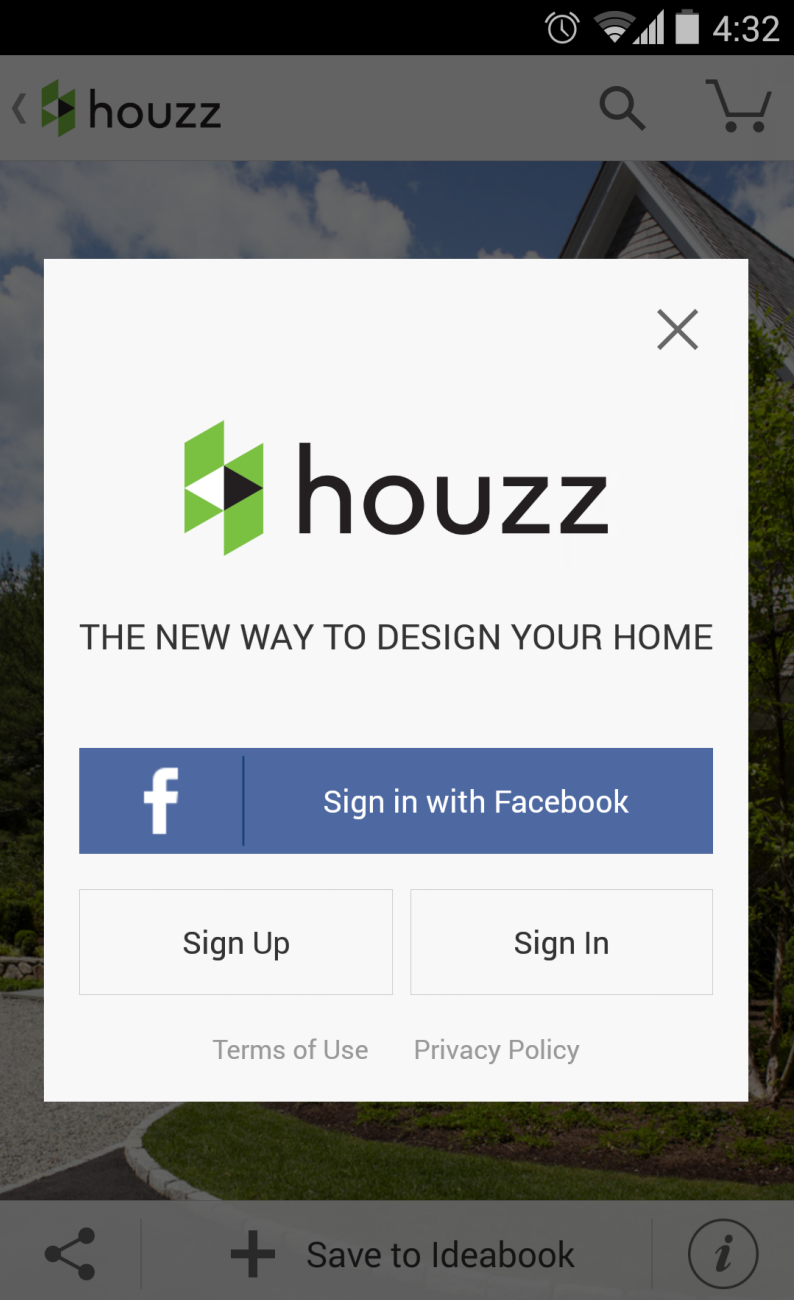 4:32
houzz
houzz
THE NEW WAY TO DESIGN YOUR HOME
f
Sign in with Facebook
Sign Up
Sign In
Terms of Use
Privacy Policy
Save to Ideabook
i